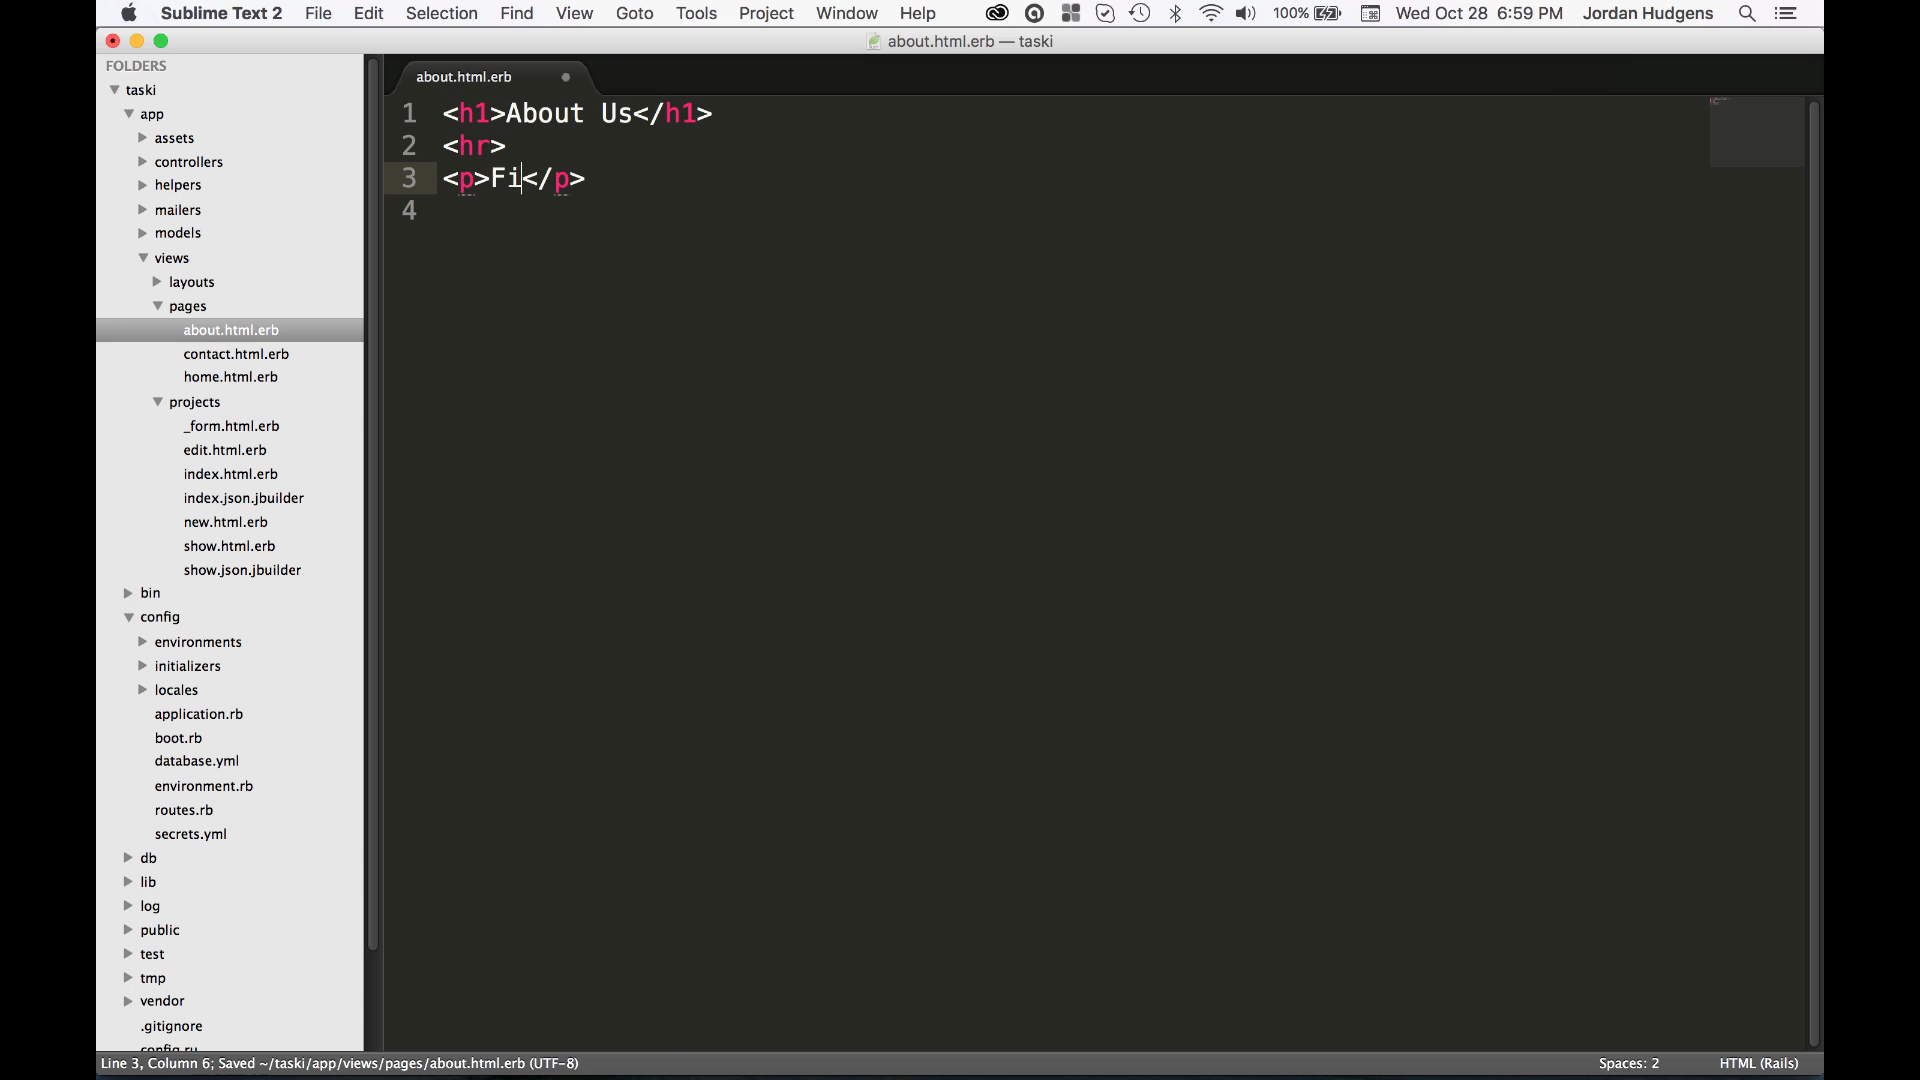 Sublime Text 2 File Edit Selection Find View Goto Tools Project Window Help 100% Wed Oct 28 6:59 PM Jordan Hudgens
about.html.erb — taski
FOLDERS
taski
app
assets
controllers
helpers
mailers
models
views
layouts
pages
about.html.erb
contact.html.erb
home.html.erb
projects
_form.html.erb
edit.html.erb
index.html.erb
index.json.jbuilder
new.html.erb
show.html.erb
show.json.jbuilder
bin
config
environments
initializers
locales
application.rb
boot.rb
database.yml
environment.rb
routes.rb
secrets.yml
db
lib
log
public
test
tmp
vendor
.gitignore
config.ru
about.html.erb
1 <h1>About Us</h1>
2 <hr>
3 <p>Fi</p>
4
Line 3, Column 6; Saved ~/taski/app/views/pages/about.html.erb (UTF-8) Spaces: 2 HTML (Rails)